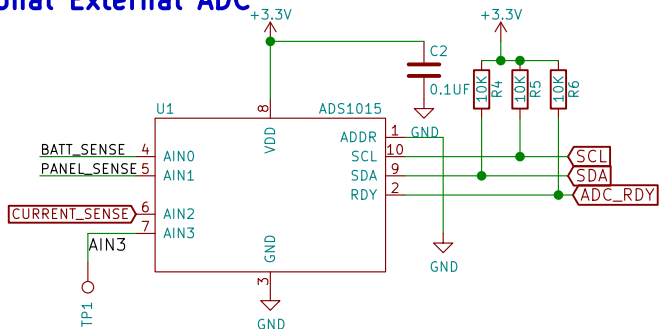 onal External ADC
+3.3V
+3.3V
C2
0.1UF
GND
10K
R4
10K
R5
10K
R6
U1
ADS1015
8
VDD
ADDR
1
BATT_SENSE
4
AIN0
SCL
10
SCL
PANEL_SENSE
5
AIN1
SDA
9
SDA
RDY
2
ADC_RDY
CURRENT_SENSE
6
AIN2
7
AIN3
AIN3
GND
3
GND
GND
TP1